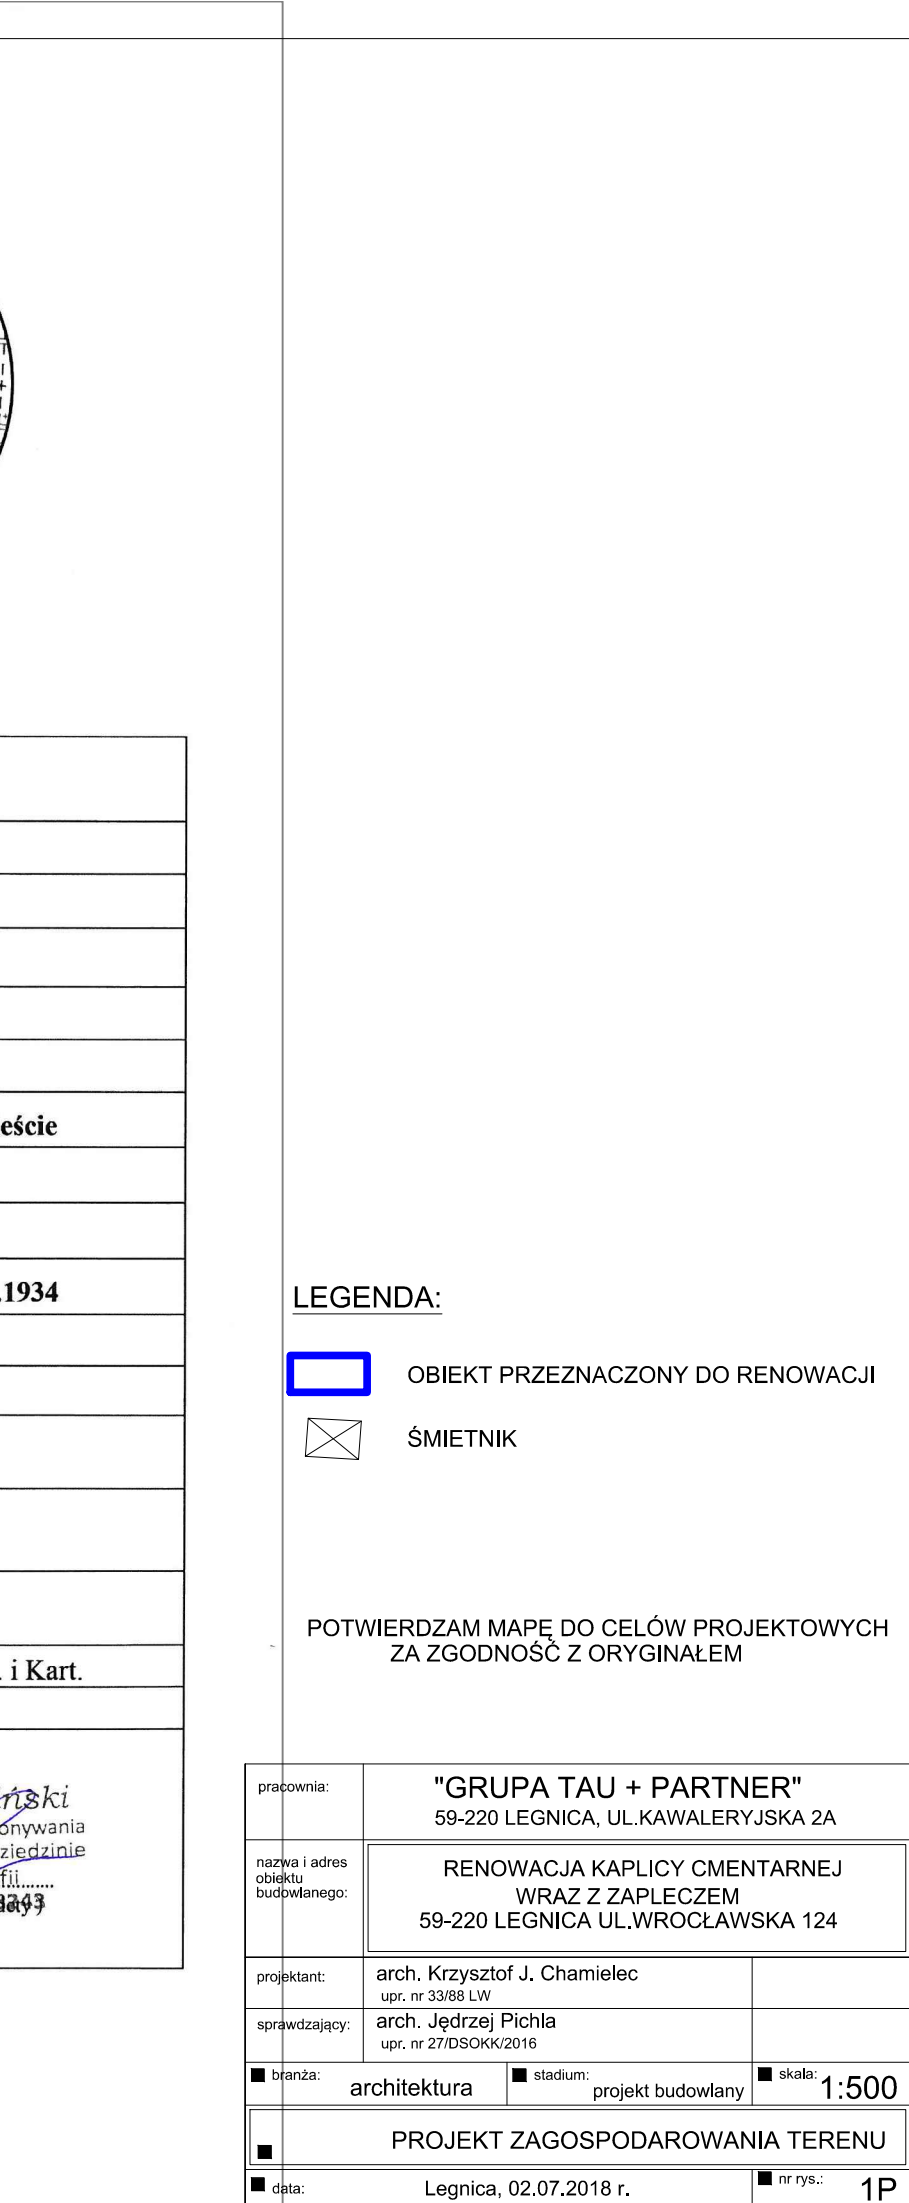 eście
.1934
. i Kart.
ński
onywania
ziedzinie
fii..........
LEGENDA:
OBIEKT PRZEZNACZONY DO RENOWACJI
ŚMIETNIK
POTWIERDZAM MAPĘ DO CELÓW PROJEKTOWYCH
ZA ZGODNOŚĆ Z ORYGINAŁEM
pracownia:
"GRUPA TAU + PARTNER"
59-220 LEGNICA, UL.KAWALERYJSKA 2A
nazwa i adres
obiektu
budowlanego:
RENOWACJA KAPLICY CMENTARNEJ
WRAZ Z ZAPLECZEM
59-220 LEGNICA UL.WROCŁAWSKA 124
projektant:
arch. Krzysztof J. Chamielec
upr. nr 33/88 LW
sprawdzający:
arch. Jędrzej Pichla
upr. nr 27/DSOKK/2016
branża:
architektura
stadium:
projekt budowlany
skala:
1:500
PROJEKT ZAGOSPODAROWANIA TERENU
data:
Legnica, 02.07.2018 r.
nr rys.:
1P